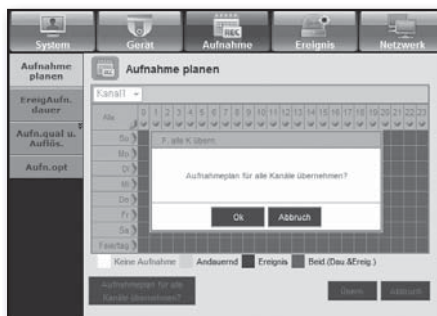 System Gerät Aufnahme Ereignis Netzwerk
REC
Aufnahme planen
Aufnahme planen
EreigAufn. dauer
Aufn.qual u. Auflös.
Aufn.opt
Kanal1
Alle 0 1 2 3 4 5 6 7 8 9 10 11 12 13 14 15 16 17 18 19 20 21 22 23
So
Mo
Di
Mi
Do
Fr
Sa
Feiertag
F. alle K übern.
Aufnahmeplan für alle Kanäle übernehmen?
Ok Abbruch
Keine Aufnahme Andauernd Ereignis Beid.(Dau.&Ereig.)
Aufnahmeplan für alle Kanäle übernehmen?
Übern. Abbruch